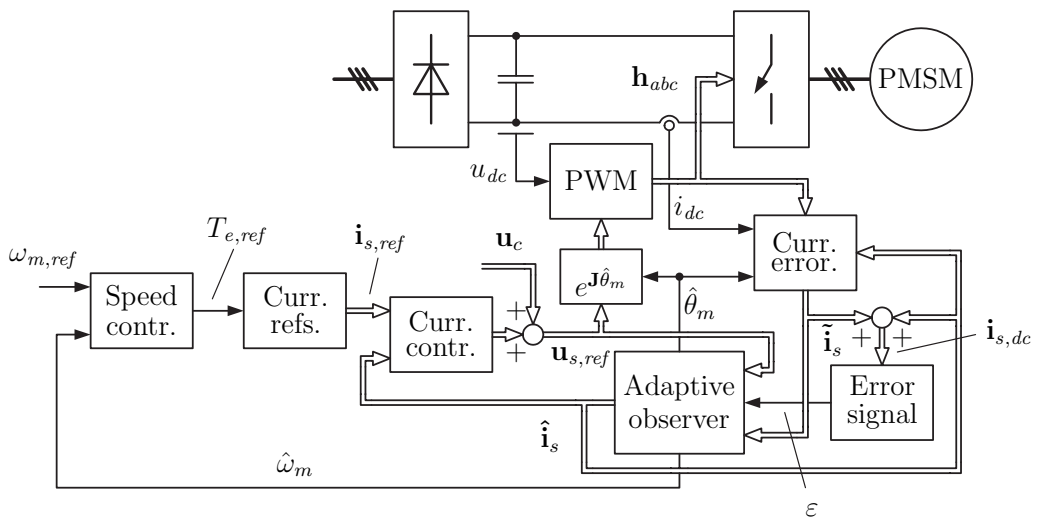 h_abc
PMSM
u_dc
PWM
i_dc
T_e,ref
i_s,ref
u_c
Curr.
error.
ω_m,ref
Speed
contr.
Curr.
refs.
Curr.
contr.
e^Jθ̂_m
θ̂_m
+
+
u_s,ref
ĩ_s
+
+
i_s,dc
Adaptive
observer
Error
signal
î_s
ω̂_m
ε